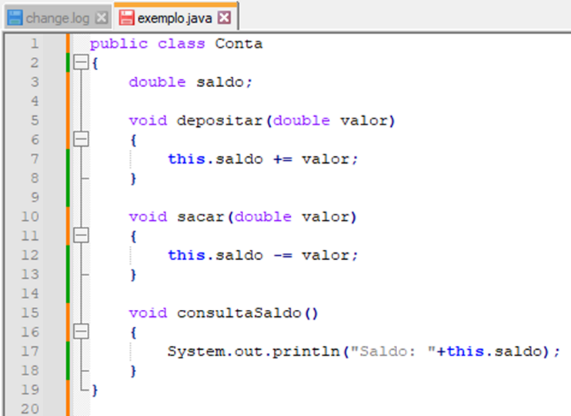 change.log exemplo.java
1 public class Conta
2 {
3 double saldo;
4
5 void depositar(double valor)
6 {
7 this.saldo += valor;
8 }
9
10 void sacar(double valor)
11 {
12 this.saldo -= valor;
13 }
14
15 void consultaSaldo()
16 {
17 System.out.println("Saldo: "+this.saldo);
18 }
19 }
20